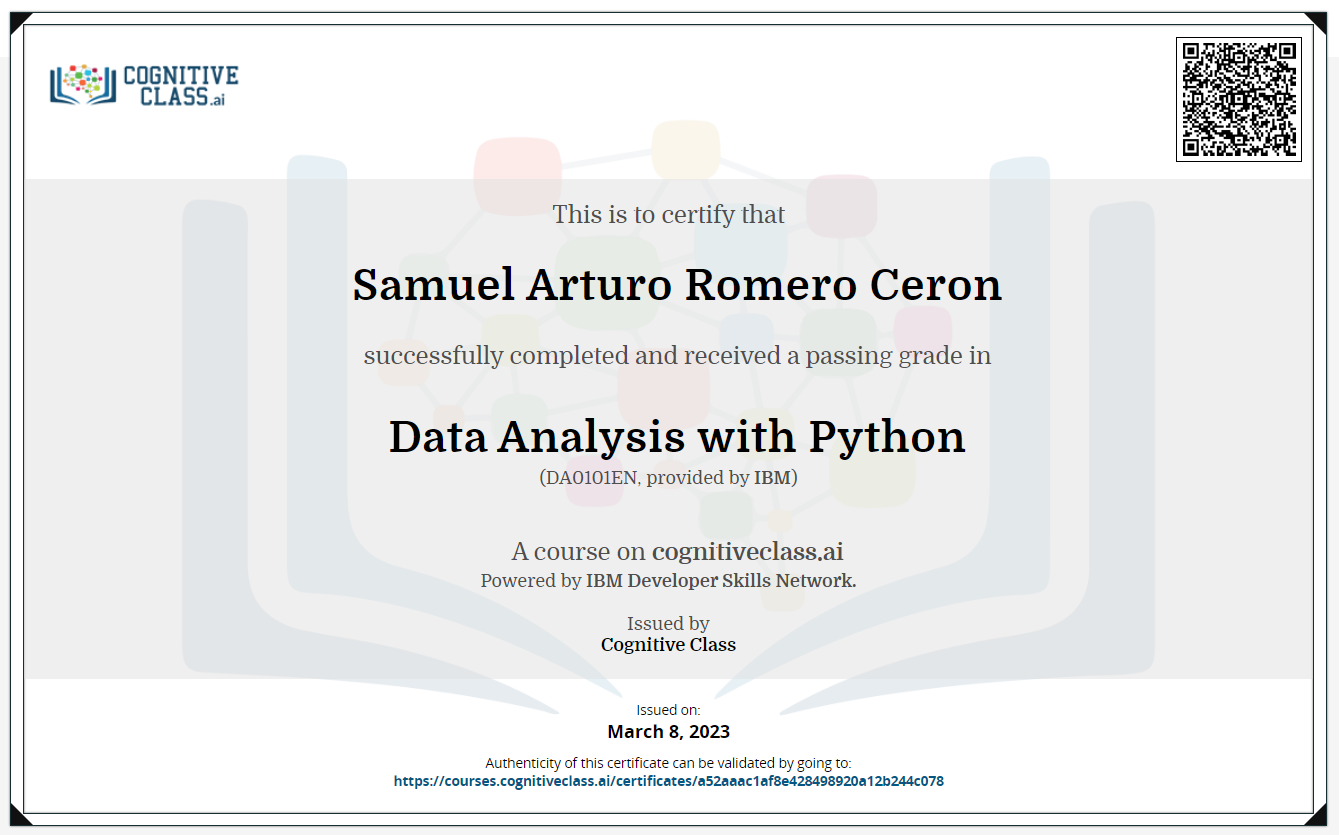 COGNITIVE
CLASS.ai
This is to certify that
Samuel Arturo Romero Ceron
successfully completed and received a passing grade in
Data Analysis with Python
(DA0101EN, provided by IBM)
A course on cognitiveclass.ai
Powered by IBM Developer Skills Network.
Issued by
Cognitive Class
Issued on:
March 8, 2023
Authenticity of this certificate can be validated by going to:
https://courses.cognitiveclass.ai/certificates/a52aaac1af8e428498920a12b244c078